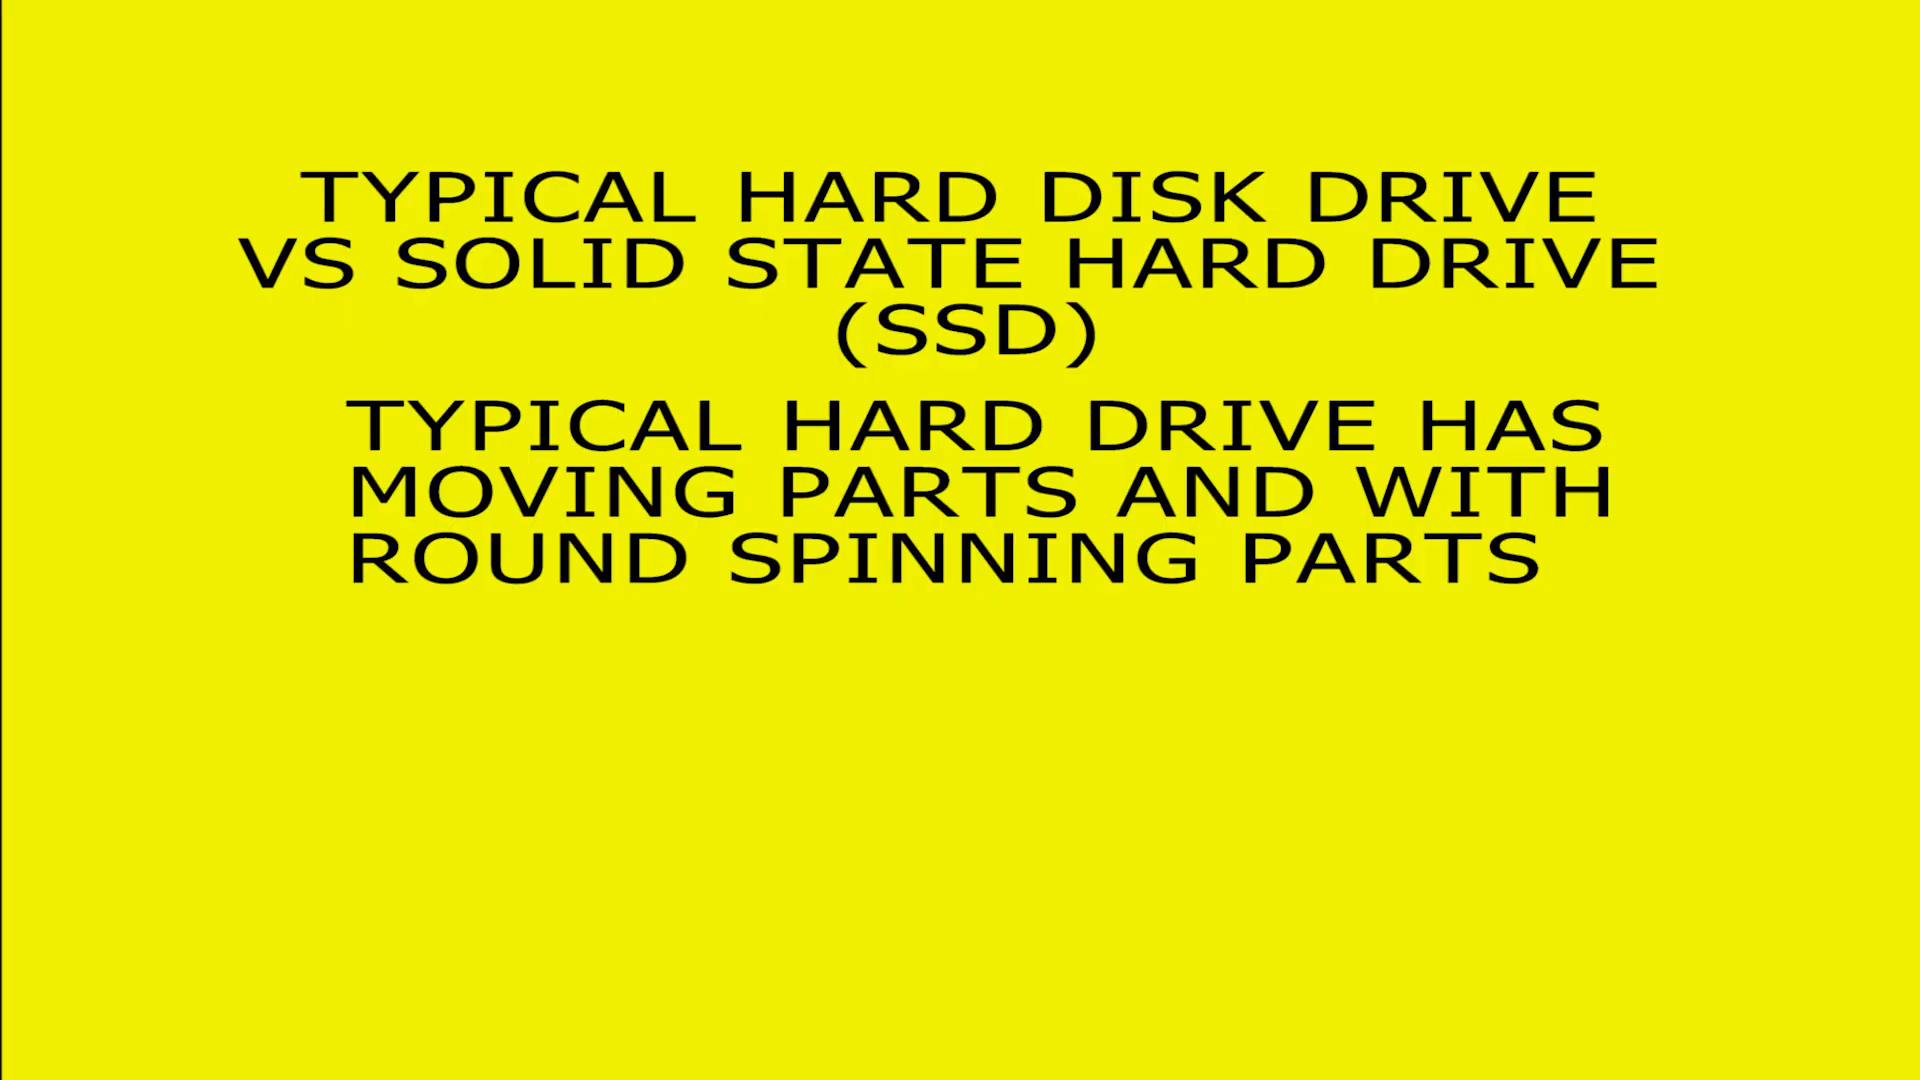 TYPICAL HARD DISK DRIVE
VS SOLID STATE HARD DRIVE
(SSD)
TYPICAL HARD DRIVE HAS
MOVING PARTS AND WITH
ROUND SPINNING PARTS